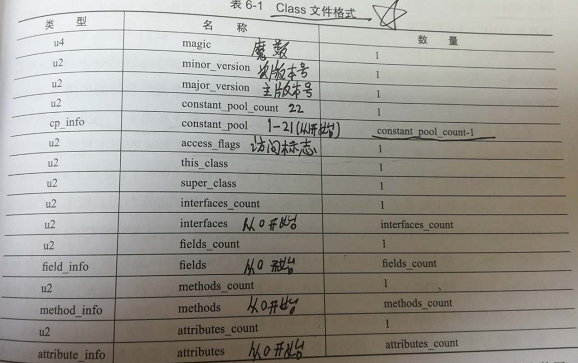 表 6-1 Class 文件格式
类 型 名 称 数 量
u4 magic 魔数 1
u2 minor_version 次版本号 1
u2 major_version 主版本号 1
u2 constant_pool_count 22 1
cp_info constant_pool 1-21(从1开始) constant_pool_count-1
u2 access_flags 访问标志 1
u2 this_class 1
u2 super_class 1
u2 interfaces_count 1
u2 interfaces 从0开始 interfaces_count
u2 fields_count 1
field_info fields 从0开始 fields_count
u2 methods_count 1
method_info methods 从0开始 methods_count
u2 attributes_count 1
attribute_info attributes 从0开始 attributes_count